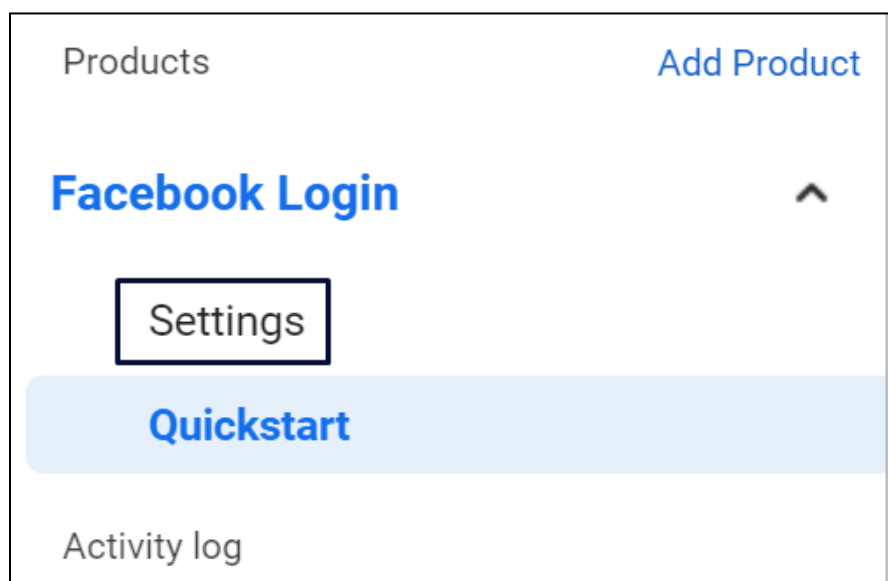 Products Add Product
Facebook Login
Settings
Quickstart
Activity log